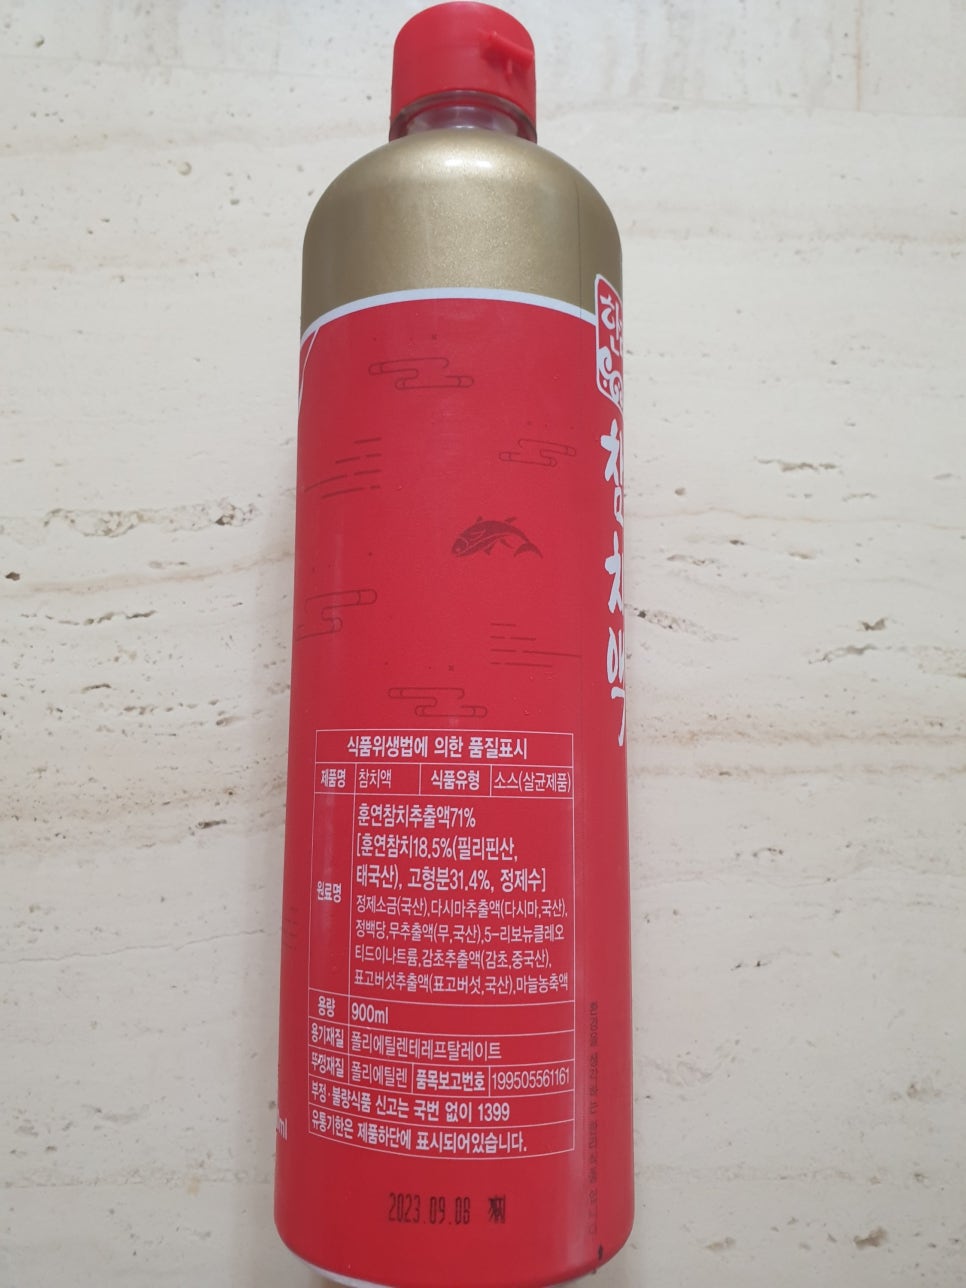 참치액
식품위생법에 의한 품질표시
제품명 참치액 식품유형 소스(살균제품)
원료명
훈연참치추출액71%
[훈연참치18.5%(필리핀산,
태국산), 고형분31.4%, 정제수]
정제소금(국산),다시마추출액(다시마,국산),
정백당,무추출액(무,국산),5-리보뉴클레오
티드이나트륨,감초추출액(감초,중국산),
표고버섯추출액(표고버섯,국산),마늘농축액
용량 900ml
용기재질 폴리에틸렌테레프탈레이트
뚜껑재질 폴리에틸렌 품목보고번호 199505561161
부정·불량식품 신고는 국번 없이 1399
유통기한은 제품하단에 표시되어있습니다.
ml
2023.09.08